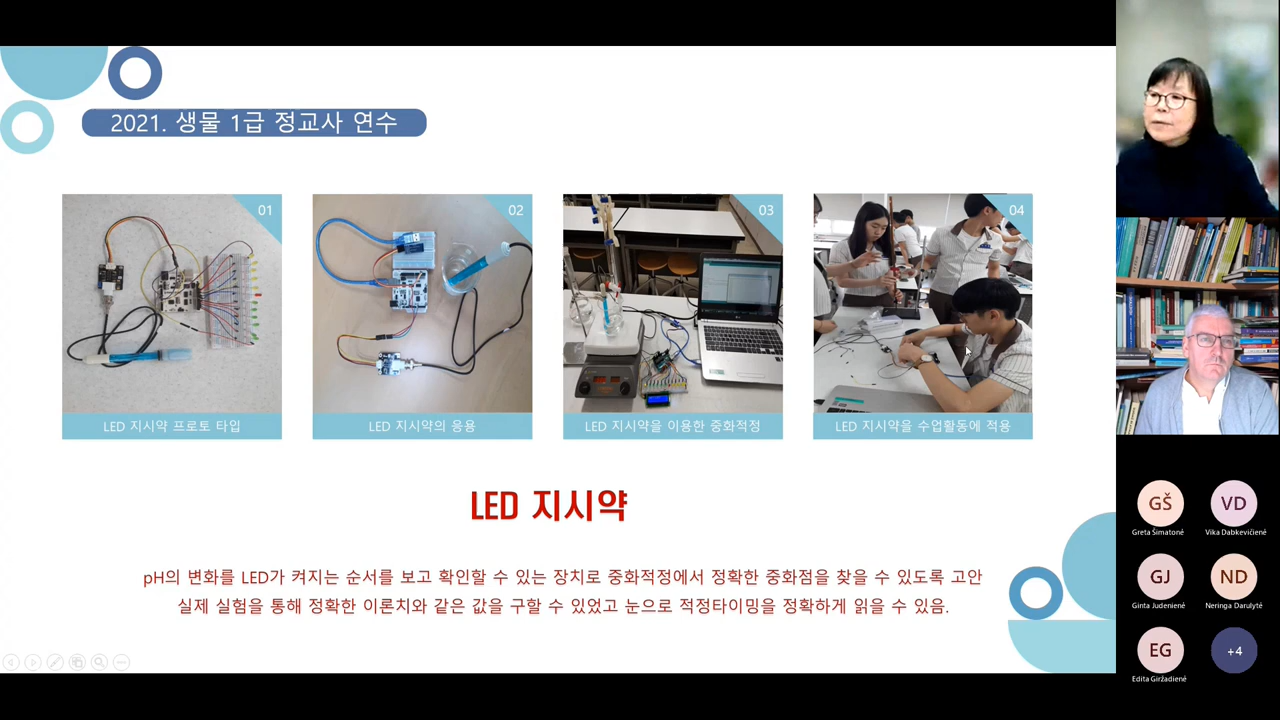 2021. 생물 1급 정교사 연수
01
02
03
04
LED 지시약 프로토 타입
LED 지시약의 응용
LED 지시약을 이용한 중화적정
LED 지시약을 수업활동에 적용
LED 지시약
pH의 변화를 LED가 켜지는 순서를 보고 확인할 수 있는 장치로 중화적정에서 정확한 중화점을 찾을 수 있도록 고안
실제 실험을 통해 정확한 이론치와 같은 값을 구할 수 있었고 눈으로 적정타이밍을 정확하게 읽을 수 있음.
GŠ
Greta Šimatonė
VD
Vika Dabkevičienė
GJ
Ginta Judenienė
ND
Neringa Darulytė
EG
Edita Giržadienė
+4